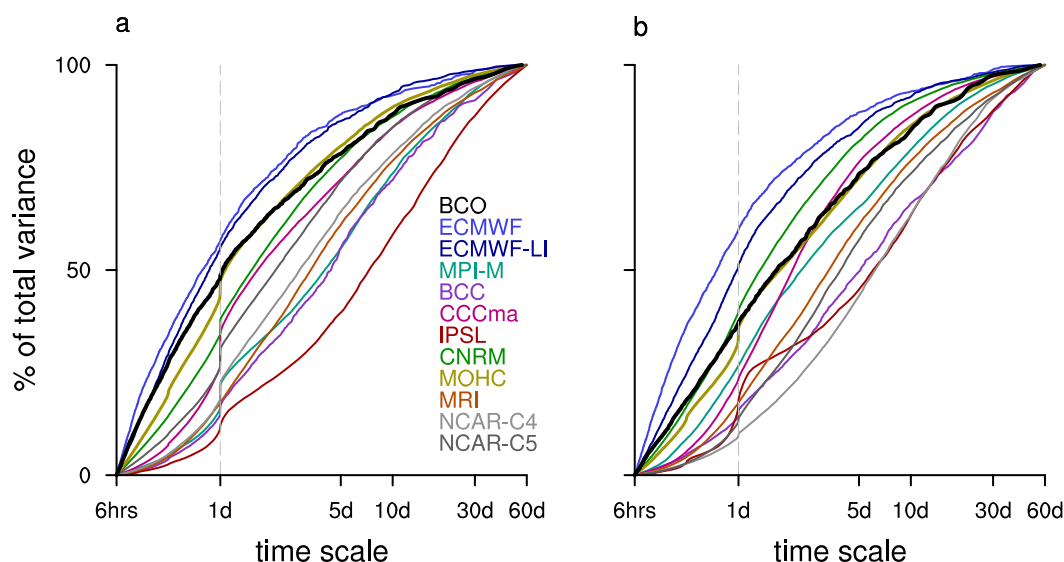 a
b
% of total variance
100
50
0
BCO
ECMWF
ECMWF-LI
MPI-M
BCC
CCCma
IPSL
CNRM
MOHC
MRI
NCAR-C4
NCAR-C5
6hrs 1d 5d 10d 30d 60d
6hrs 1d 5d 10d 30d 60d
time scale
time scale